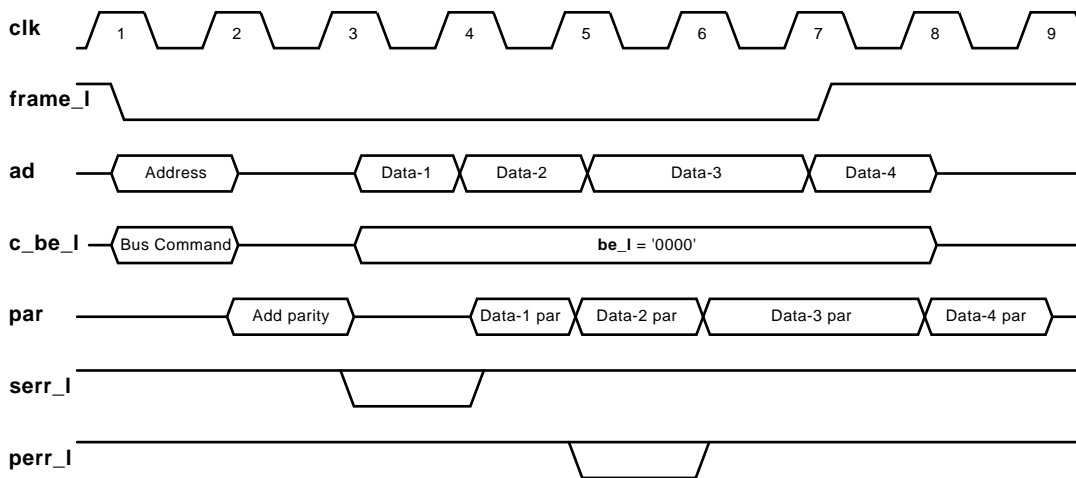 clk 1 2 3 4 5 6 7 8 9
frame_l
ad Address Data-1 Data-2 Data-3 Data-4
c_be_l Bus Command be_l = '0000'
par Add parity Data-1 par Data-2 par Data-3 par Data-4 par
serr_l
perr_l